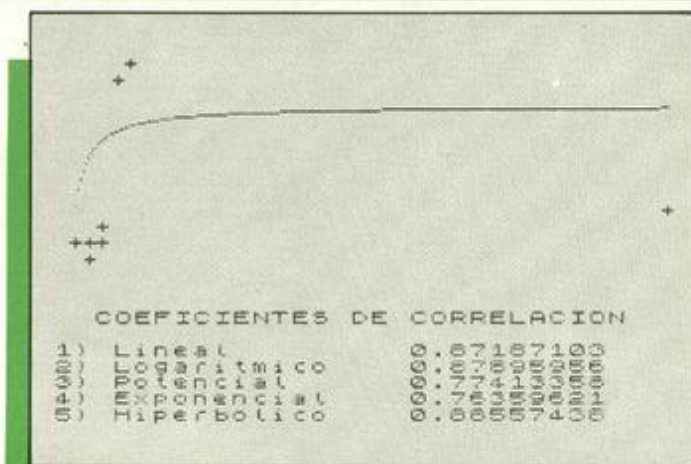 COEFICIENTES DE CORRELACION
1) Lineal 0.87187103
2) Logaritmico 0.87895956
3) Potencial 0.77413358
4) Exponencial 0.76359621
5) Hiperbolico 0.88557438